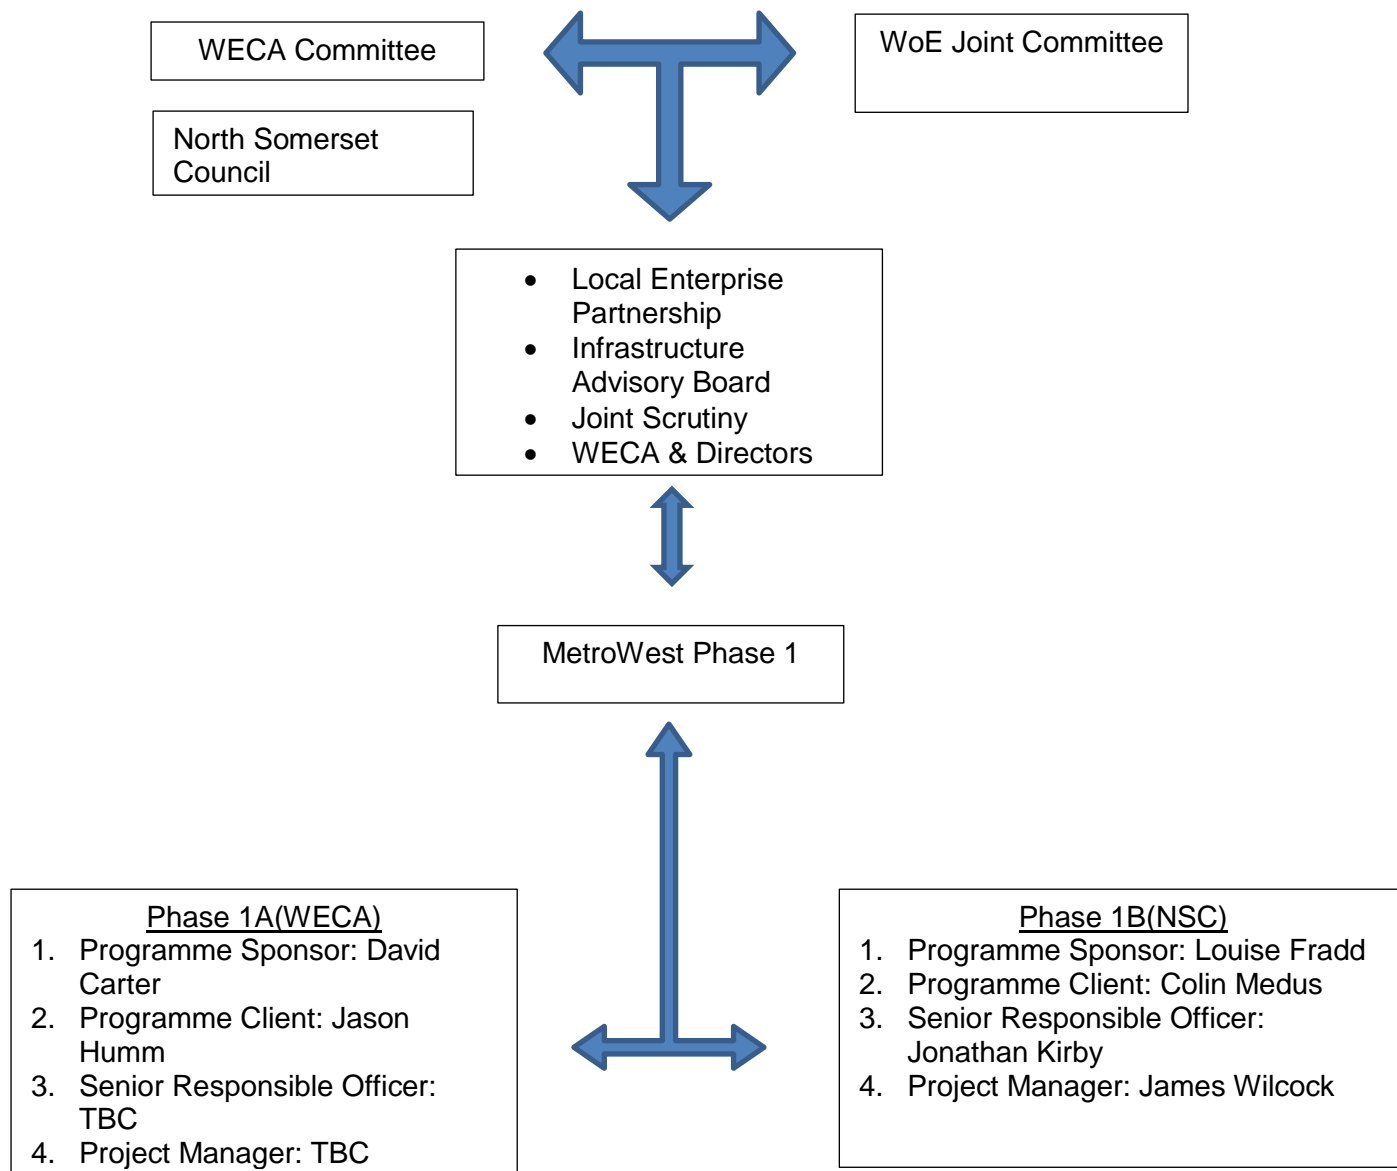 WECA Committee
WoE Joint Committee
North Somerset
Council
• Local Enterprise
Partnership
• Infrastructure
Advisory Board
• Joint Scrutiny
• WECA & Directors
MetroWest Phase 1
Phase 1A(WECA)
1. Programme Sponsor: David
Carter
2. Programme Client: Jason
Humm
3. Senior Responsible Officer:
TBC
4. Project Manager: TBC
Phase 1B(NSC)
1. Programme Sponsor: Louise Fradd
2. Programme Client: Colin Medus
3. Senior Responsible Officer:
Jonathan Kirby
4. Project Manager: James Wilcock